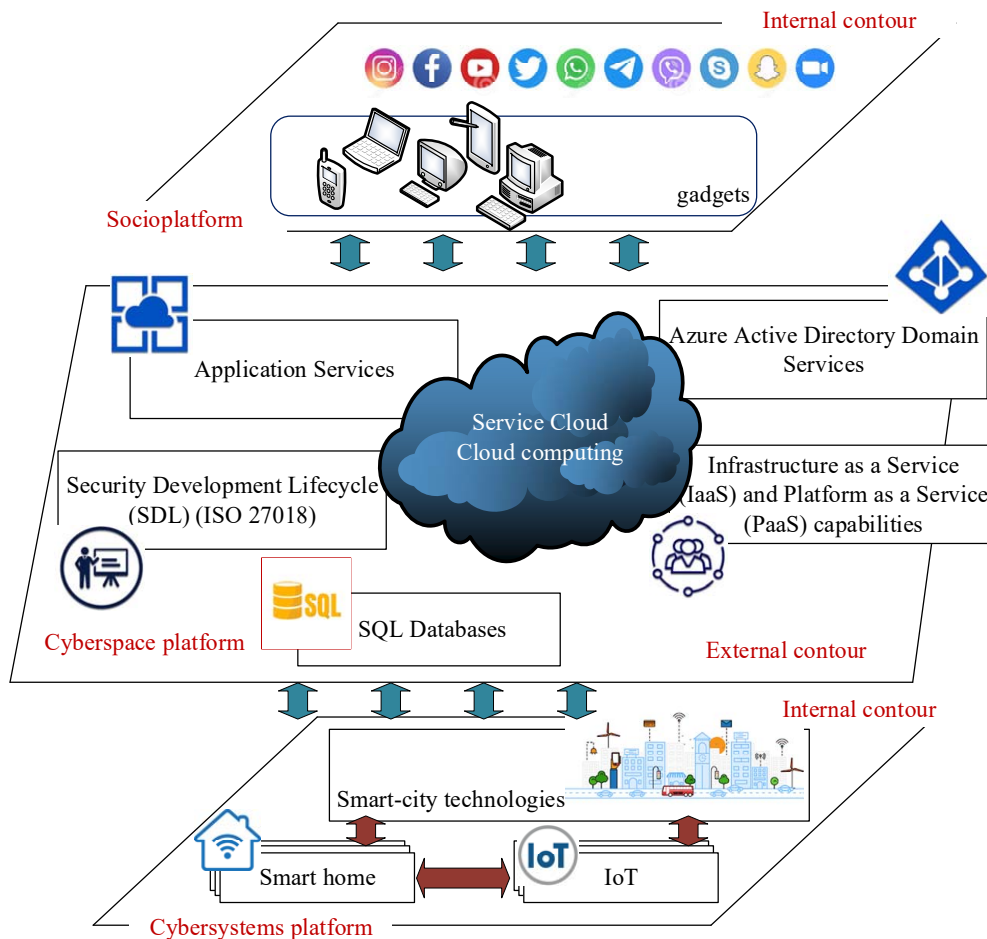 Internal contour
gadgets
Socioplatform
Application Services
Azure Active Directory Domain
Services
Service Cloud
Cloud computing
Security Development Lifecycle
(SDL) (ISO 27018)
Infrastructure as a Service
(IaaS) and Platform as a Service
(PaaS) capabilities
SQL
SQL Databases
Cyberspace platform
External contour
Internal contour
Smart-city technologies
Smart home
IoT
IoT
Cybersystems platform